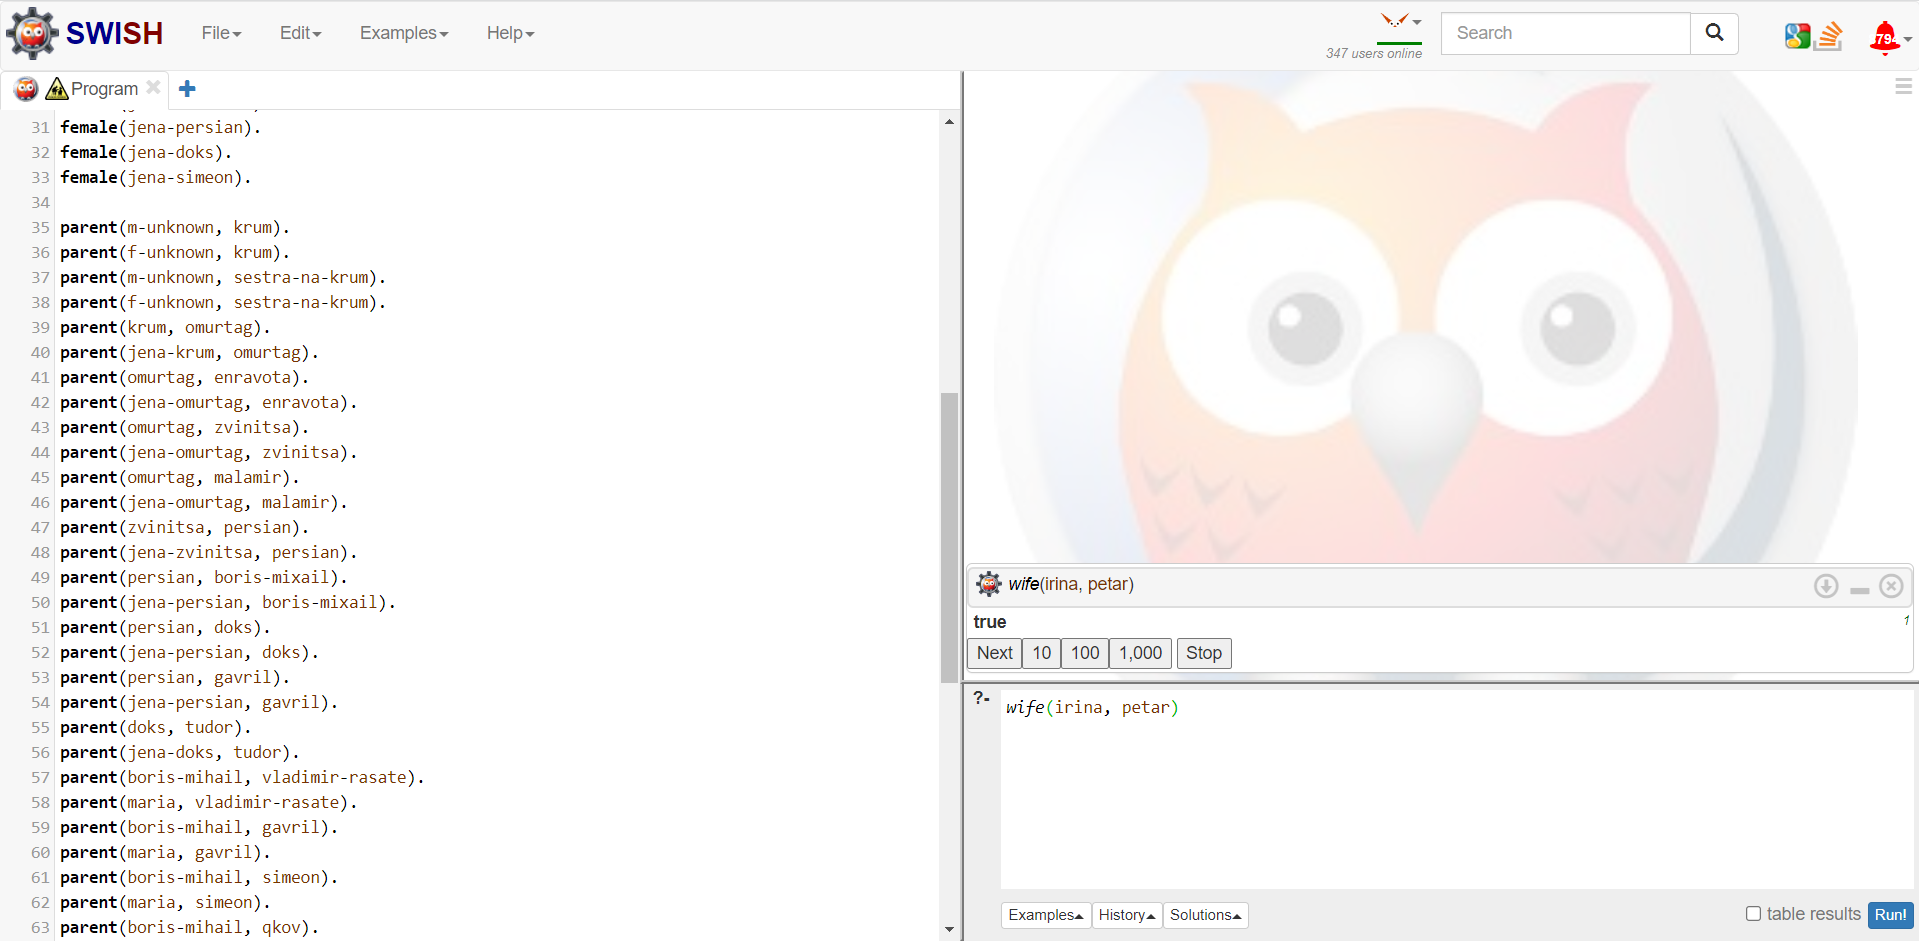 SWISH File Edit Examples Help 347 users online Search 794
Program
31 female(jena-persian).
32 female(jena-doks).
33 female(jena-simeon).
34
35 parent(m-unknown, krum).
36 parent(f-unknown, krum).
37 parent(m-unknown, sestra-na-krum).
38 parent(f-unknown, sestra-na-krum).
39 parent(krum, omurtag).
40 parent(jena-krum, omurtag).
41 parent(omurtag, enravota).
42 parent(jena-omurtag, enravota).
43 parent(omurtag, zvinitsa).
44 parent(jena-omurtag, zvinitsa).
45 parent(omurtag, malamir).
46 parent(jena-omurtag, malamir).
47 parent(zvinitsa, persian).
48 parent(jena-zvinitsa, persian).
49 parent(persian, boris-mixail).
50 parent(jena-persian, boris-mixail).
51 parent(persian, doks).
52 parent(jena-persian, doks).
53 parent(persian, gavril).
54 parent(jena-persian, gavril).
55 parent(doks, tudor).
56 parent(jena-doks, tudor).
57 parent(boris-mihail, vladimir-rasate).
58 parent(maria, vladimir-rasate).
59 parent(boris-mihail, gavril).
60 parent(maria, gavril).
61 parent(boris-mihail, simeon).
62 parent(maria, simeon).
63 parent(boris-mihail, qkov).
wife(irina, petar)
true 1
Next 10 100 1,000 Stop
?- wife(irina, petar)
Examples History Solutions table results Run!